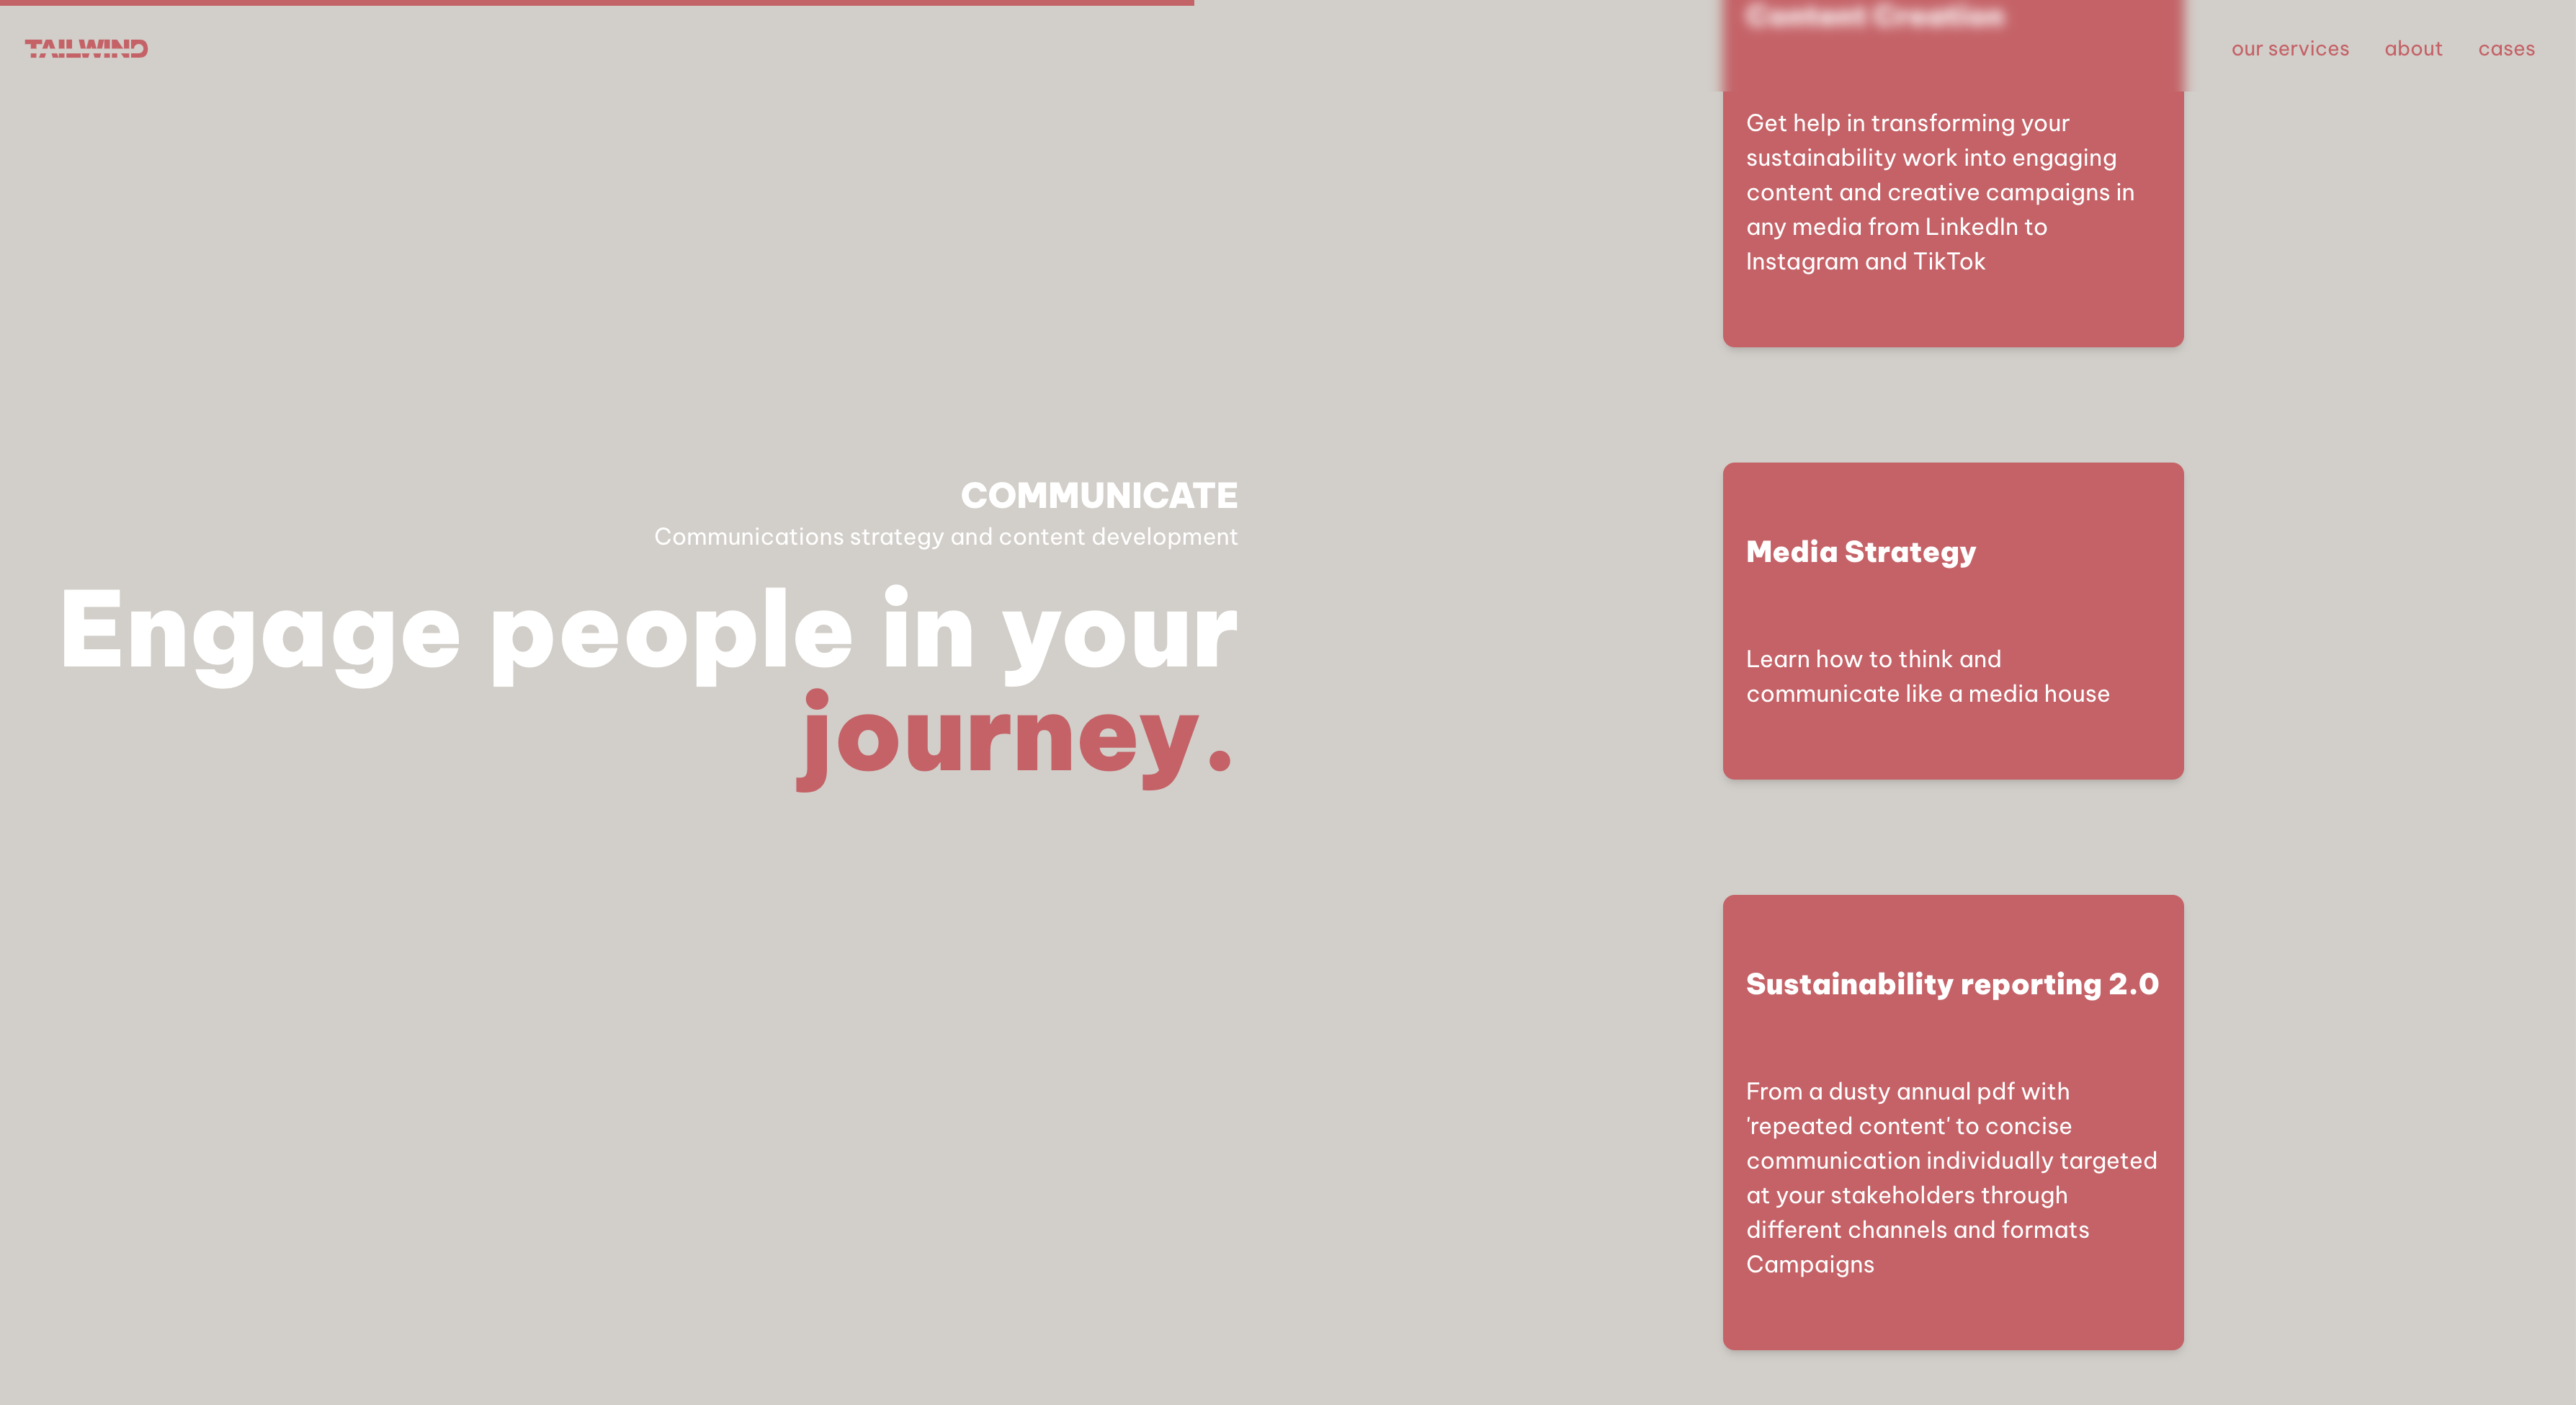 TAILWIND
our services
about
cases
Content Creation
Get help in transforming your
sustainability work into engaging
content and creative campaigns in
any media from LinkedIn to
Instagram and TikTok
COMMUNICATE
Communications strategy and content development
Engage people in your
journey.
Media Strategy
Learn how to think and
communicate like a media house
Sustainability reporting 2.0
From a dusty annual pdf with
'repeated content' to concise
communication individually targeted
at your stakeholders through
different channels and formats
Campaigns